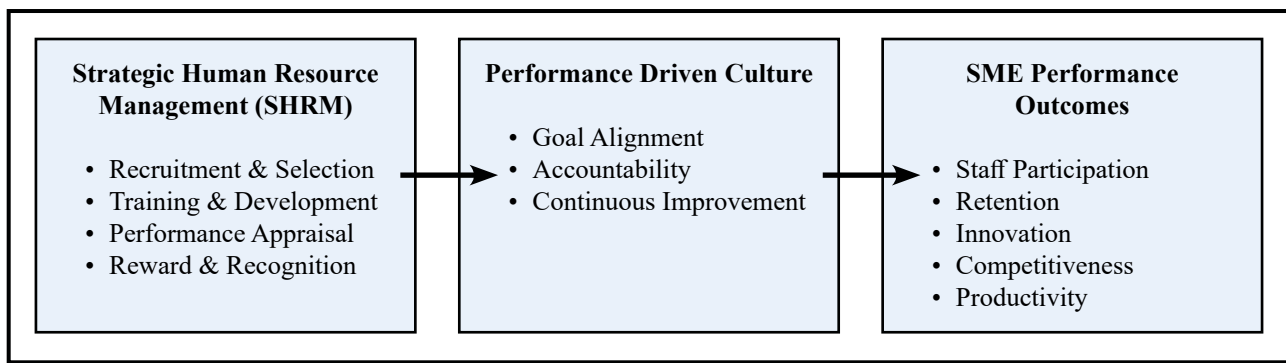 Strategic Human Resource
Management (SHRM)
• Recruitment & Selection
• Training & Development
• Performance Appraisal
• Reward & Recognition
Performance Driven Culture
• Goal Alignment
• Accountability
• Continuous Improvement
SME Performance
Outcomes
• Staff Participation
• Retention
• Innovation
• Competitiveness
• Productivity